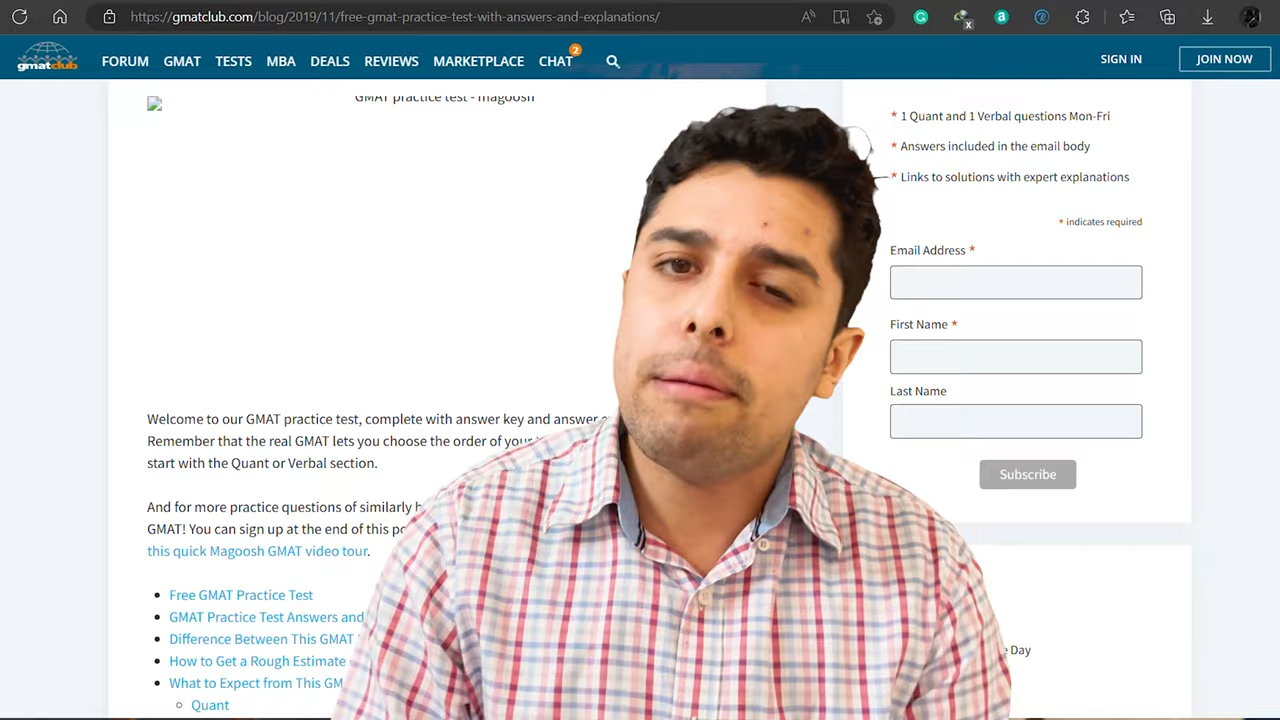 https://gmatclub.com/blog/2019/11/free-gmat-practice-test-with-answers-and-explanations/
gmatclub FORUM GMAT TESTS MBA DEALS REVIEWS MARKETPLACE CHAT 2 SIGN IN JOIN NOW
GMAT practice test - magoosh
Welcome to our GMAT practice test, complete with answer key and answer
Remember that the real GMAT lets you choose the order of your
start with the Quant or Verbal section.
And for more practice questions of similarly
GMAT! You can sign up at the end of this
this quick Magoosh GMAT video tour.
• Free GMAT Practice Test
• GMAT Practice Test Answers and
• Difference Between This GMAT
• How to Get a Rough Estimate
• What to Expect from This
Quant
* 1 Quant and 1 Verbal questions Mon-Fri
* Answers included in the email body
* Links to solutions with expert explanations
* indicates required
Email Address *
First Name *
Last Name
Subscribe
Day